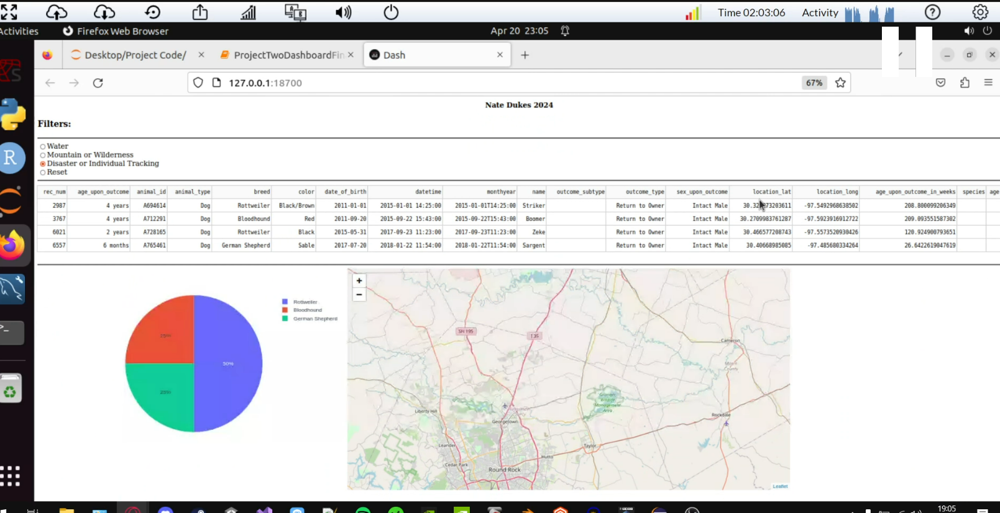 Time 02:03:06 Activity
Activities Firefox Web Browser Apr 20 23:05
Desktop/Project Code/ ProjectTwoDashboardFin Dash
127.0.0.1:18700 67%
Nate Dukes 2024
Filters:
Water
Mountain or Wilderness
Disaster or Individual Tracking
Reset
rec_num age_upon_outcome animal_id animal_type breed color date_of_birth datetime monthyear name outcome_subtype outcome_type sex_upon_outcome location_lat location_long age_upon_outcome_in_weeks species age
2987 4 years A694614 Dog Rottweiler Black/Brown 2011-01-01 2015-01-01 14:25:00 2015-01-01T14:25:00 Striker Return to Owner Intact Male -97.5492968638502 208.800099206349
3767 4 years A712291 Dog Bloodhound Red 2011-09-20 2015-09-22 15:43:00 2015-09-22T15:43:00 Boomer Return to Owner Intact Male 30.2709983761287 -97.5923916912722 209.093551587302
6021 2 years A728165 Dog Rottweiler Black 2015-05-31 2017-09-23 11:23:00 2017-09-23T11:23:00 Zeke Return to Owner Intact Male 30.466577208743 -97.5573520930426 120.924900793651
6557 6 months A765461 Dog German Shepherd Sable 2017-07-20 2018-01-22 11:54:00 2018-01-22T11:54:00 Sargent Return to Owner Intact Male 30.40668985085 -97.485680334264 26.6422619047619
Rottweiler
Bloodhound
German Shepherd
25%
50%
25%
+
−
SH 195
I 35
Cameron
Milam
County
Granger
Wildlife
Management
Area
Liberty Hill
Georgetown
Rockdale
Leander
Taylor
Hutto
Cedar Park
Round Rock
Leaflet
19:05